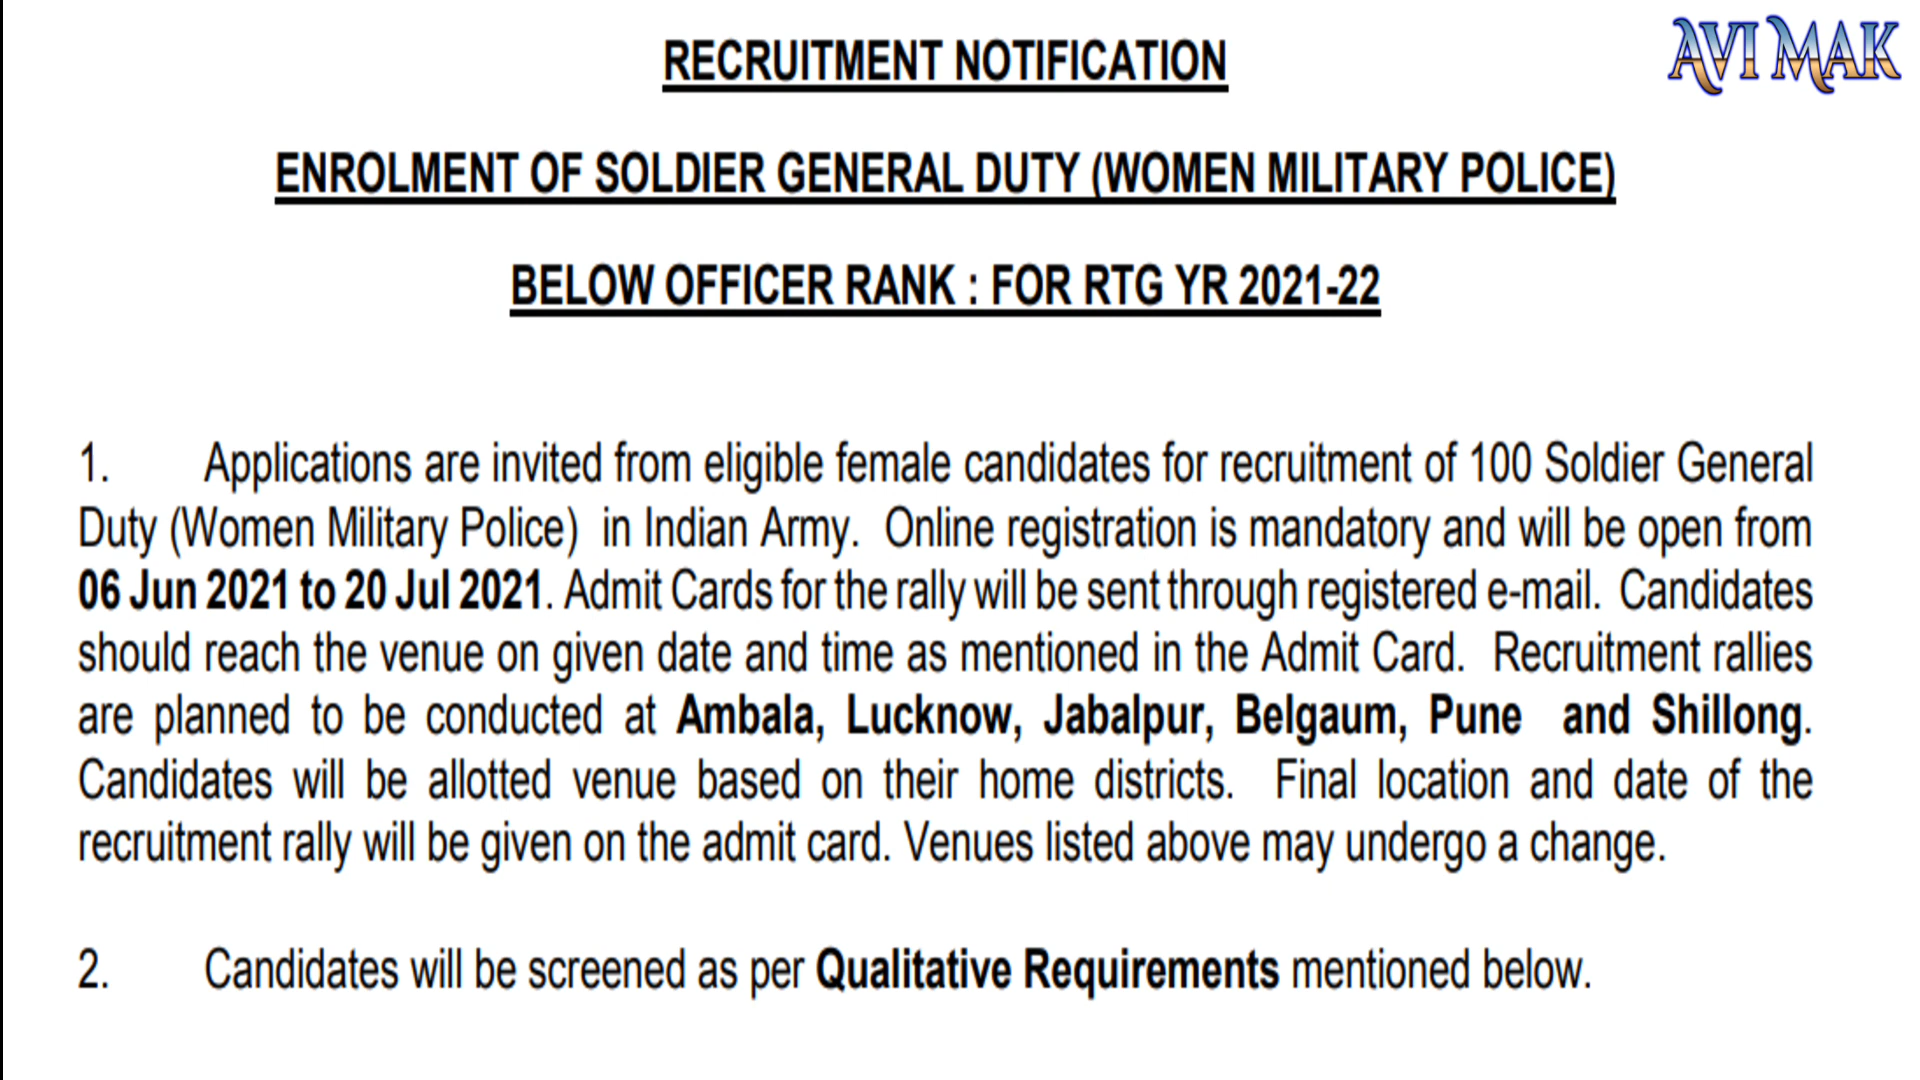 AVI MAK
RECRUITMENT NOTIFICATION
ENROLMENT OF SOLDIER GENERAL DUTY (WOMEN MILITARY POLICE)
BELOW OFFICER RANK : FOR RTG YR 2021-22
1. Applications are invited from eligible female candidates for recruitment of 100 Soldier General
Duty (Women Military Police) in Indian Army. Online registration is mandatory and will be open from
06 Jun 2021 to 20 Jul 2021. Admit Cards for the rally will be sent through registered e-mail. Candidates
should reach the venue on given date and time as mentioned in the Admit Card. Recruitment rallies
are planned to be conducted at Ambala, Lucknow, Jabalpur, Belgaum, Pune and Shillong.
Candidates will be allotted venue based on their home districts. Final location and date of the
recruitment rally will be given on the admit card. Venues listed above may undergo a change.
2. Candidates will be screened as per Qualitative Requirements mentioned below.